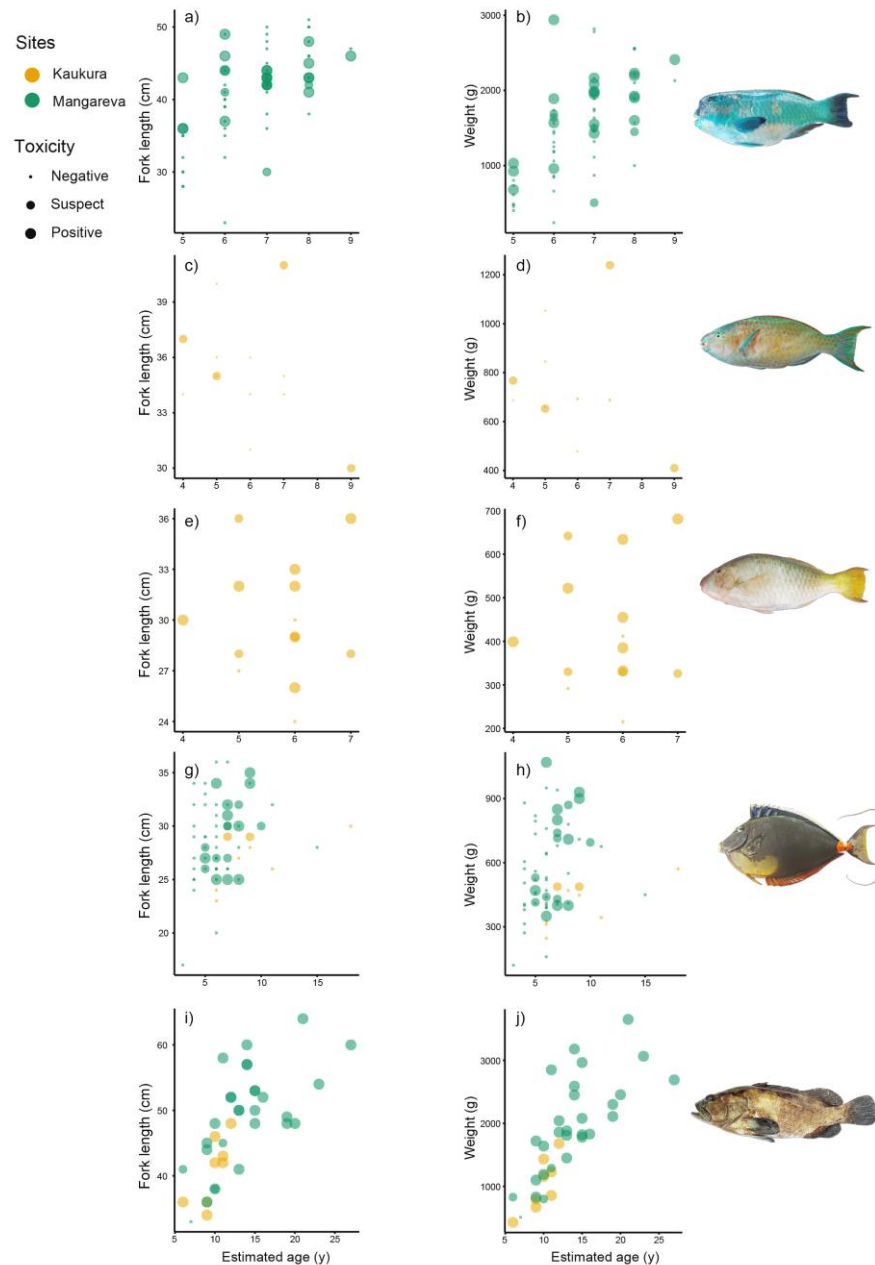 Sites
Kaukura
Mangareva
Toxicity
Negative
Suspect
Positive
a)
Fork length (cm)
50
40
30
5 6 7 8 9
b)
Weight (g)
3000
2000
1000
5 6 7 8 9
c)
Fork length (cm)
39
36
33
30
4 5 6 7 8 9
d)
Weight (g)
1200
1000
800
600
400
4 5 6 7 8 9
e)
Fork length (cm)
36
33
30
27
24
4 5 6 7
f)
Weight (g)
700
600
500
400
300
200
4 5 6 7
g)
Fork length (cm)
35
30
25
20
5 10 15
h)
Weight (g)
900
600
300
5 10 15
i)
Fork length (cm)
60
50
40
5 10 15 20 25
Estimated age (y)
j)
Weight (g)
3000
2000
1000
5 10 15 20 25
Estimated age (y)